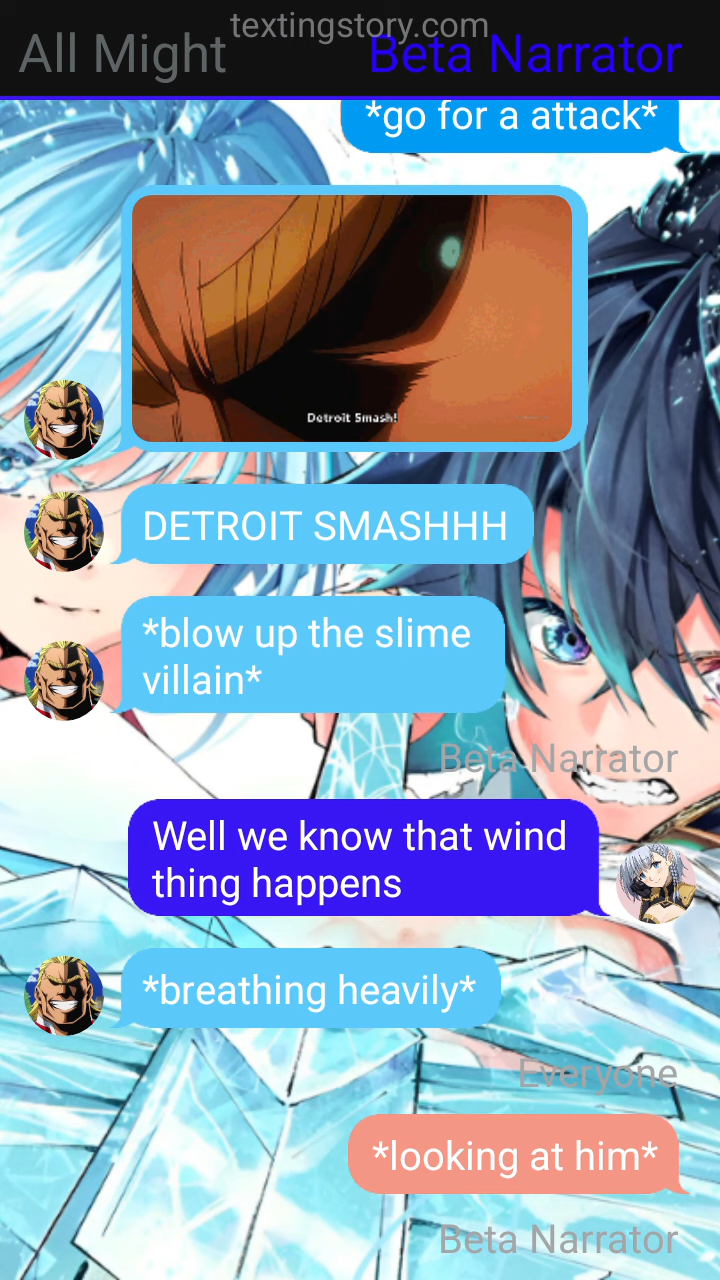 textingstory.com
All Might
Beta Narrator
*go for a attack*
Detroit Smash!
DETROIT SMASHHH
*blow up the slime
villain*
Beta Narrator
Well we know that wind
thing happens
*breathing heavily*
Everyone
*looking at him*
Beta Narrator